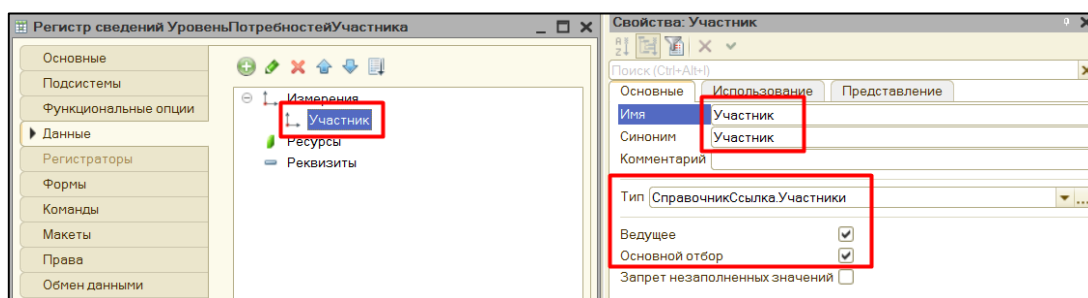 Регистр сведений УровеньПотребностейУчастника
Основные
Подсистемы
Функциональные опции
Данные
Регистраторы
Формы
Команды
Макеты
Права
Обмен данными
Измерения
Участник
Ресурсы
Реквизиты
Свойства: Участник
Поиск (Ctrl+Alt+I)
Основные Использование Представление
Имя Участник
Синоним Участник
Комментарий
Тип СправочникСсылка.Участники
Ведущее
Основной отбор
Запрет незаполненных значений